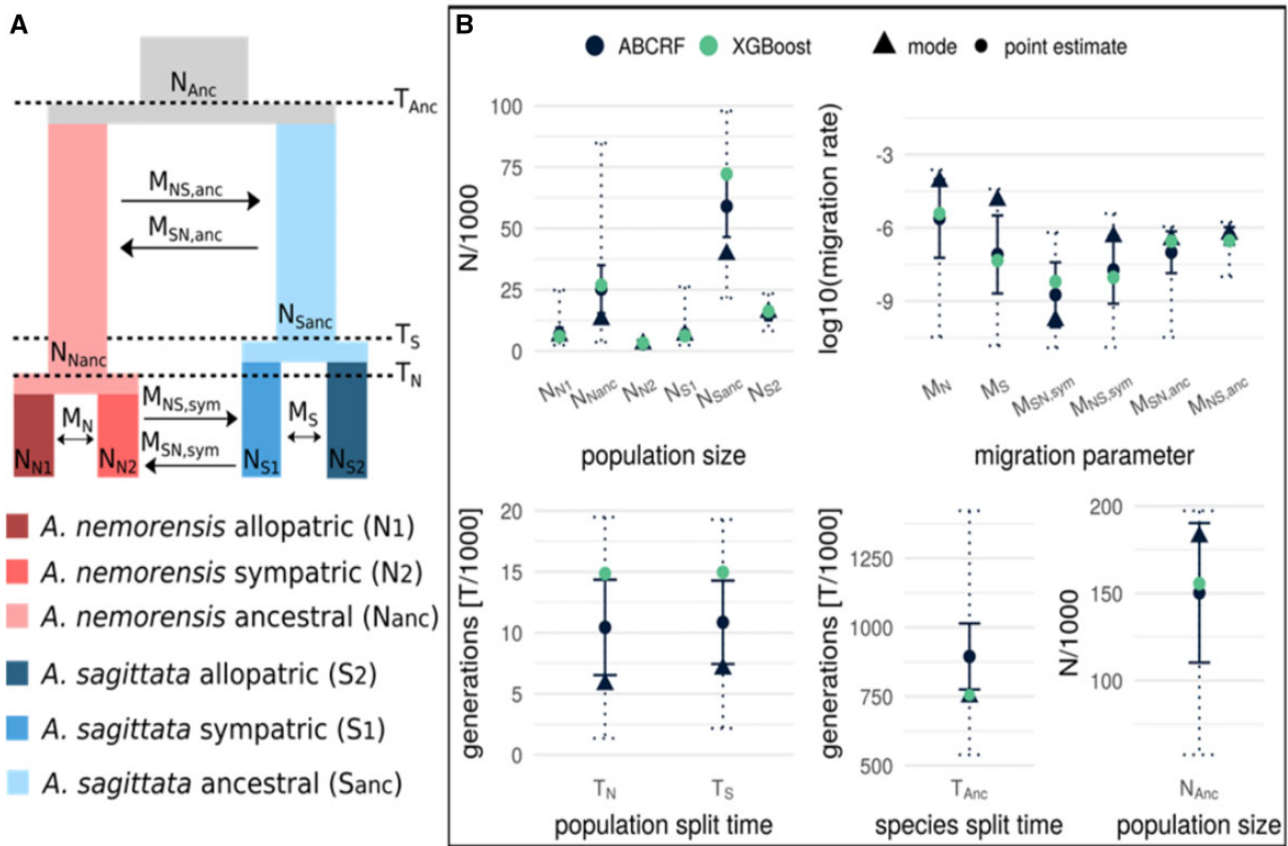 A
N_Anc
T_Anc
M_NS,anc
M_SN,anc
N_Sanc
T_S
N_Nanc
T_N
M_N
M_NS,sym
M_S
M_SN,sym
N_N1
N_N2
N_S1
N_S2
A. nemorensis allopatric (N1)
A. nemorensis sympatric (N2)
A. nemorensis ancestral (Nanc)
A. sagittata allopatric (S2)
A. sagittata sympatric (S1)
A. sagittata ancestral (Sanc)
B
ABCRF XGBoost mode point estimate
N/1000
100
75
50
25
0
N_N1 N_Nanc N_N2 N_S1 N_Sanc N_S2
population size
log10(migration rate)
-3
-6
-9
M_N M_S M_SN,sym M_NS,sym M_SN,anc M_NS,anc
migration parameter
generations [T/1000]
20
15
10
5
0
T_N T_S
population split time
generations [T/1000]
1250
1000
750
500
T_Anc
species split time
N/1000
200
150
100
N_Anc
population size